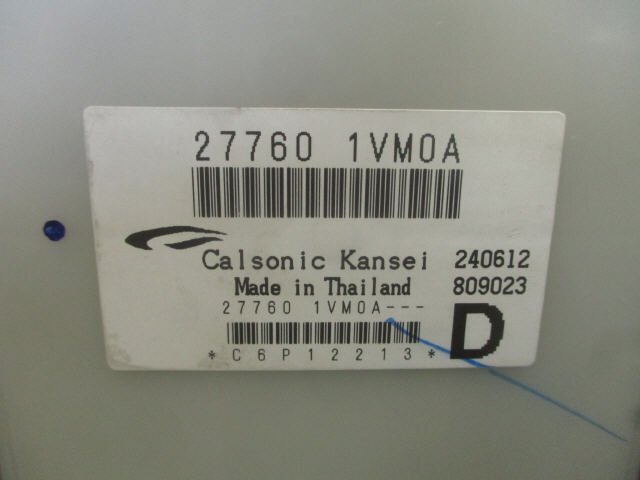 27760 1VM0A
Calsonic Kansei 240612
Made in Thailand 809023
27760 1VM0A---
*C6P12213* D